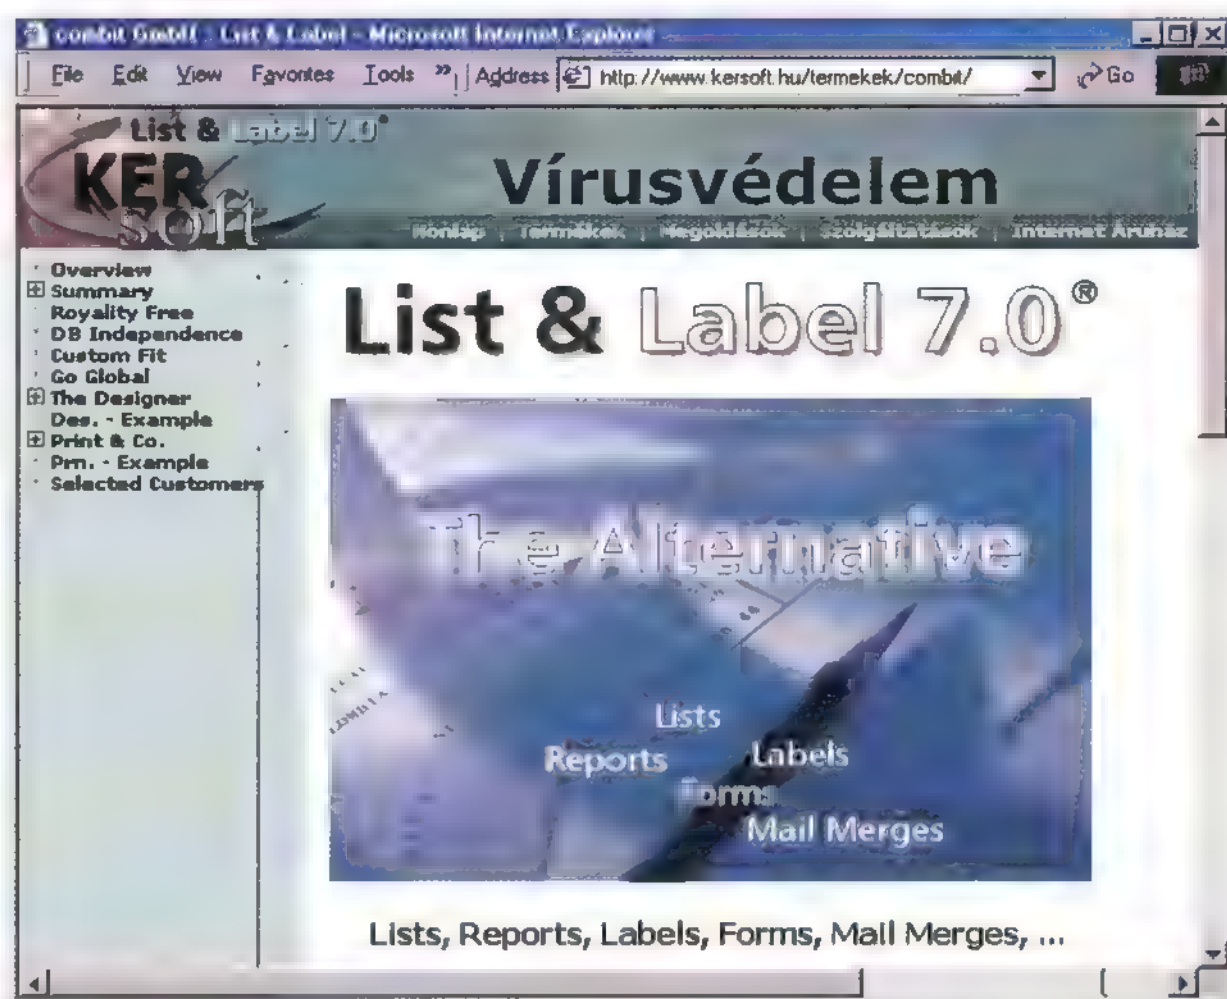 combit GmbH - List & Label - Microsoft Internet Explorer
File Edit View Favorites Tools » Address http://www.kersoft.hu/termekek/combit/ Go
List & Label 7.0®
KER
soft
Vírusvédelem
Honlap | Termékek | Megoldások | Szolgáltatások | Internet Áruház
Overview
Summary
Royality Free
DB Independence
Custom Fit
Go Global
The Designer
Des. - Example
Print & Co.
Prn. - Example
Selected Customers
List & Label 7.0®
The Alternative
Lists
Reports
Labels
Forms
Mail Merges
Lists, Reports, Labels, Forms, Mail Merges, ...